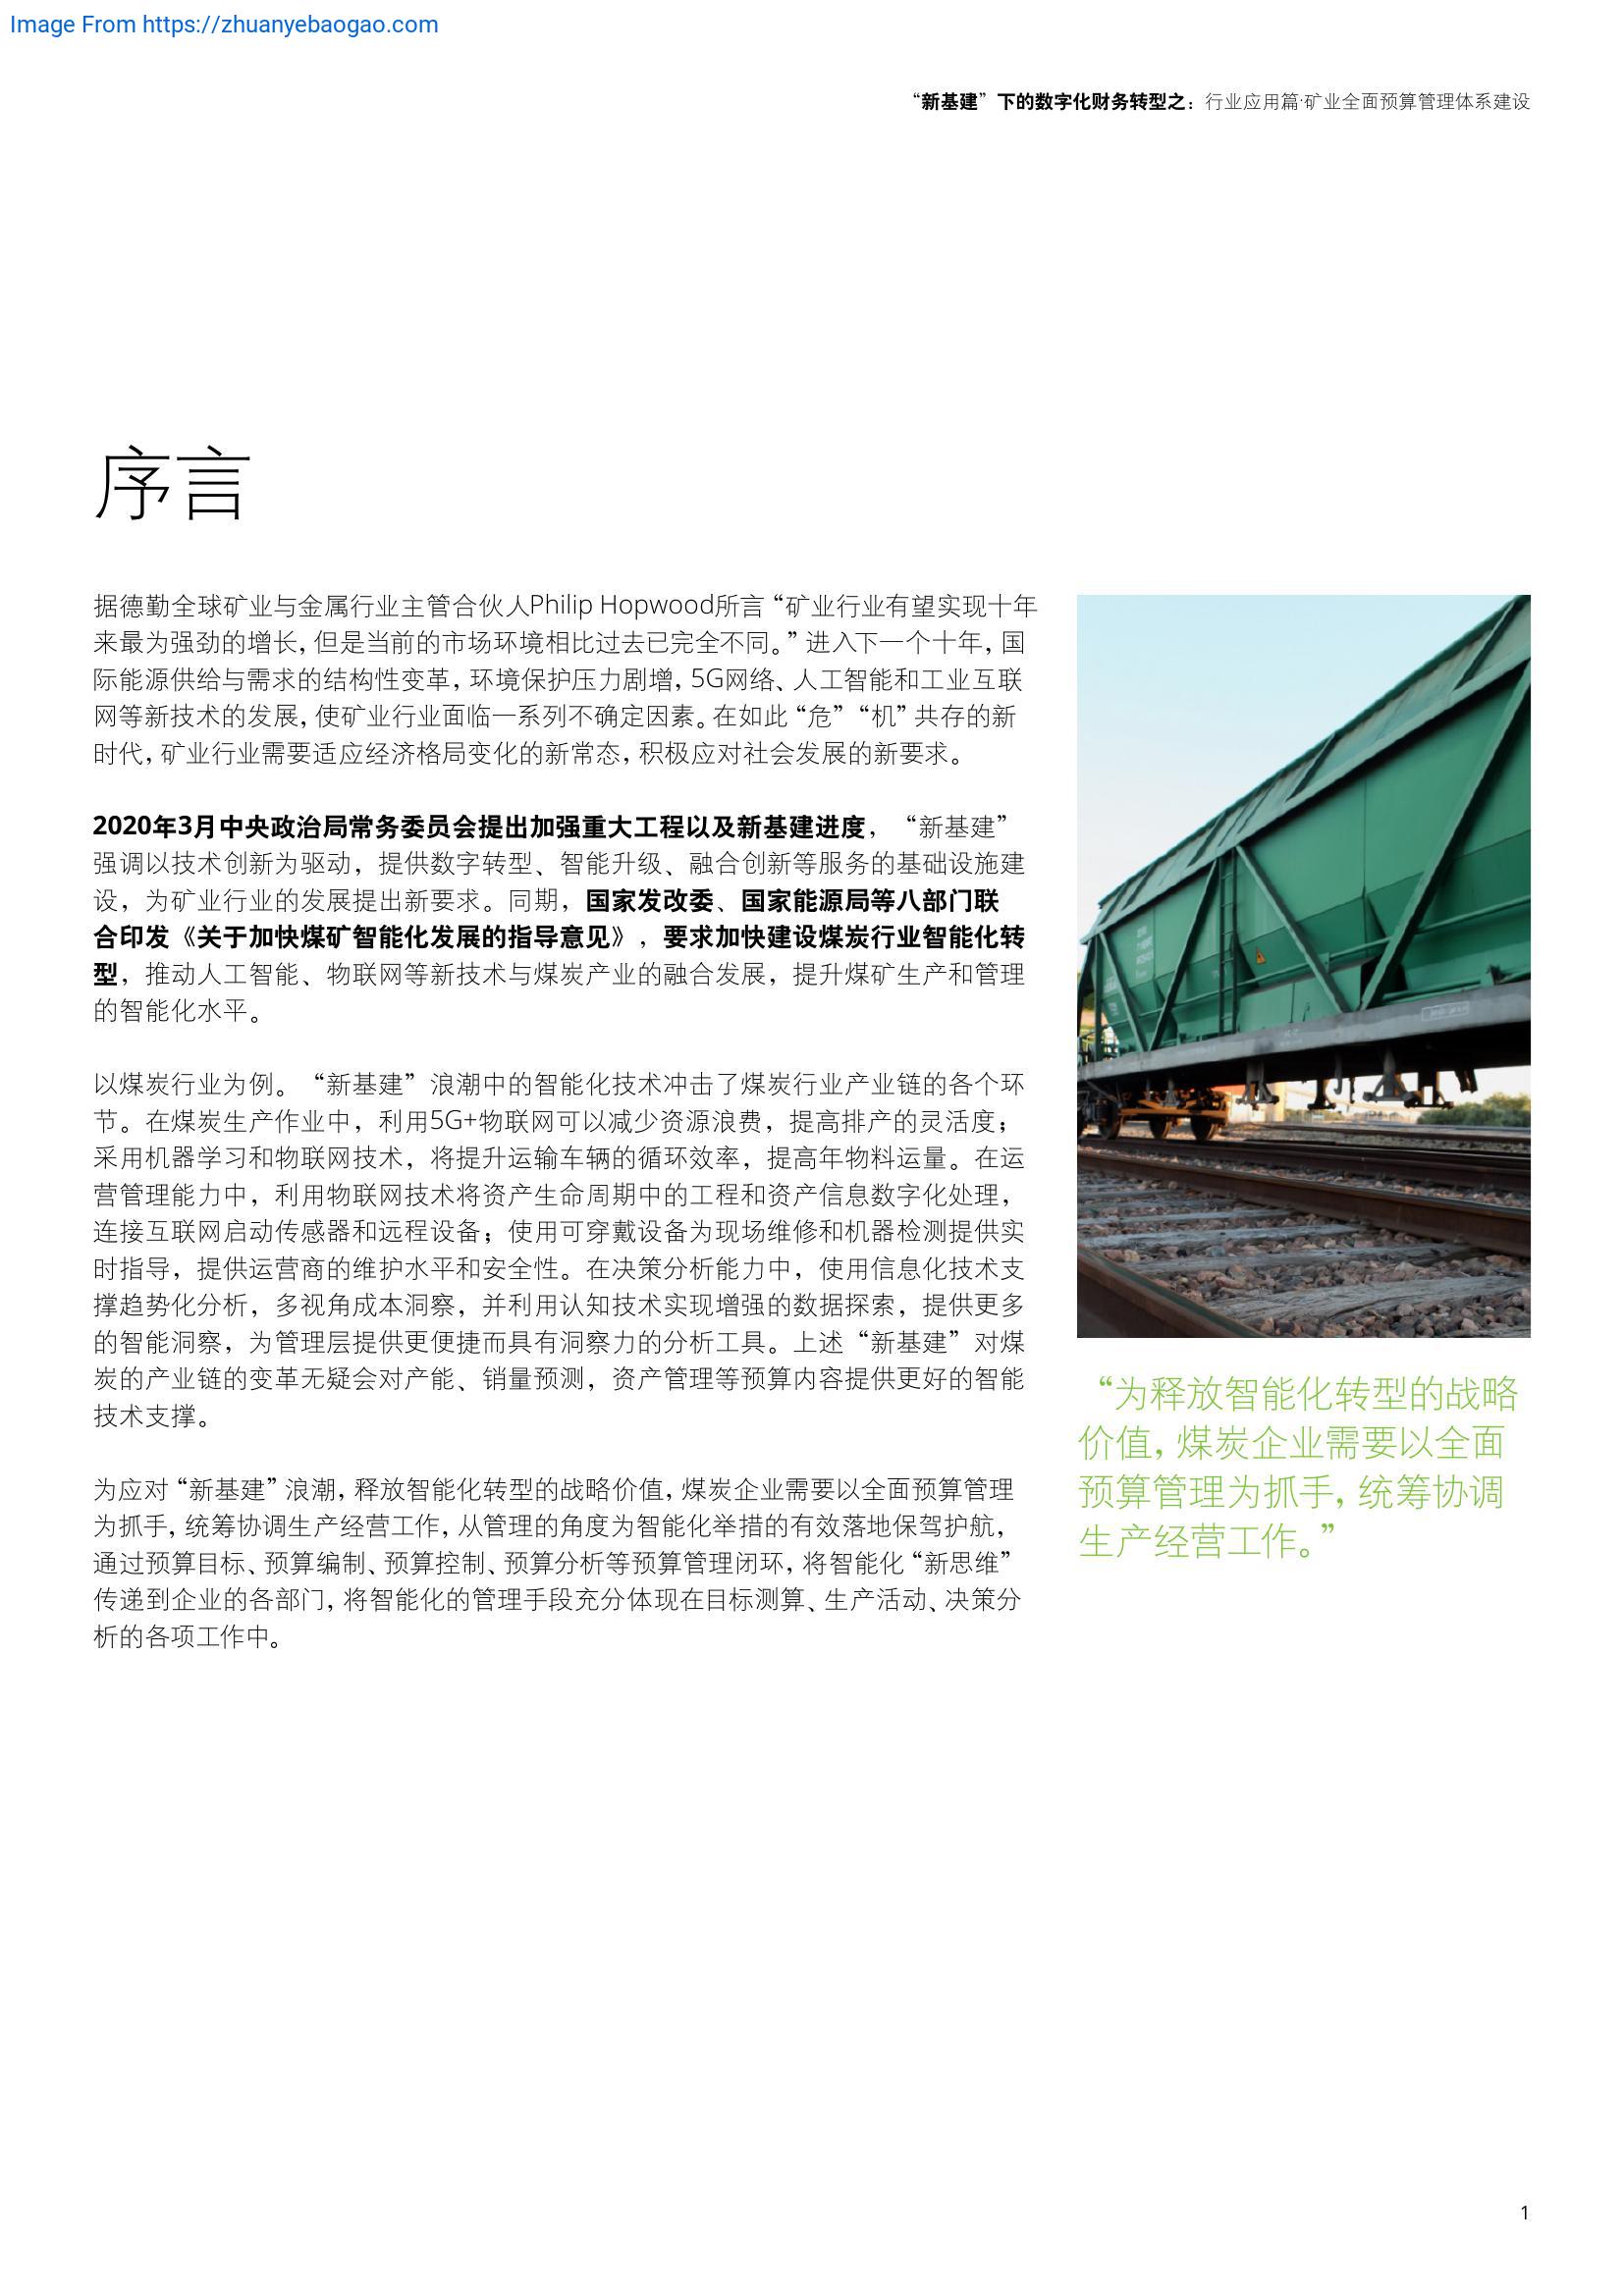 Image From https://zhuanyebaogao.com
“新基建”下的数字化财务转型之：行业应用篇·矿业全面预算管理体系建设
序言
据德勤全球矿业与金属行业主管合伙人Philip Hopwood所言“矿业行业有望实现十年
来最为强劲的增长，但是当前的市场环境相比过去已完全不同。”进入下一个十年，国
际能源供给与需求的结构性变革，环境保护压力剧增，5G网络、人工智能和工业互联
网等新技术的发展，使矿业行业面临一系列不确定因素。在如此“危”“机”共存的新
时代，矿业行业需要适应经济格局变化的新常态，积极应对社会发展的新要求。
2020年3月中央政治局常务委员会提出加强重大工程以及新基建进度，“新基建”
强调以技术创新为驱动，提供数字转型、智能升级、融合创新等服务的基础设施建
设，为矿业行业的发展提出新要求。同期，国家发改委、国家能源局等八部门联
合印发《关于加快煤矿智能化发展的指导意见》，要求加快建设煤炭行业智能化转
型，推动人工智能、物联网等新技术与煤炭产业的融合发展，提升煤矿生产和管理
的智能化水平。
以煤炭行业为例。“新基建”浪潮中的智能化技术冲击了煤炭行业产业链的各个环
节。在煤炭生产作业中，利用5G+物联网可以减少资源浪费，提高排产的灵活度；
采用机器学习和物联网技术，将提升运输车辆的循环效率，提高年物料运量。在运
营管理能力中，利用物联网技术将资产生命周期中的工程和资产信息数字化处理，
连接互联网启动传感器和远程设备；使用可穿戴设备为现场维修和机器检测提供实
时指导，提供运营商的维护水平和安全性。在决策分析能力中，使用信息化技术支
撑趋势化分析，多视角成本洞察，并利用认知技术实现增强的数据探索，提供更多
的智能洞察，为管理层提供更便捷而具有洞察力的分析工具。上述“新基建”对煤
炭的产业链的变革无疑会对产能、销量预测，资产管理等预算内容提供更好的智能
技术支撑。
为应对“新基建”浪潮，释放智能化转型的战略价值，煤炭企业需要以全面预算管理
为抓手，统筹协调生产经营工作，从管理的角度为智能化举措的有效落地保驾护航，
通过预算目标、预算编制、预算控制、预算分析等预算管理闭环，将智能化“新思维”
传递到企业的各部门，将智能化的管理手段充分体现在目标测算、生产活动、决策分
析的各项工作中。
“为释放智能化转型的战略
价值，煤炭企业需要以全面
预算管理为抓手，统筹协调
生产经营工作。”
1